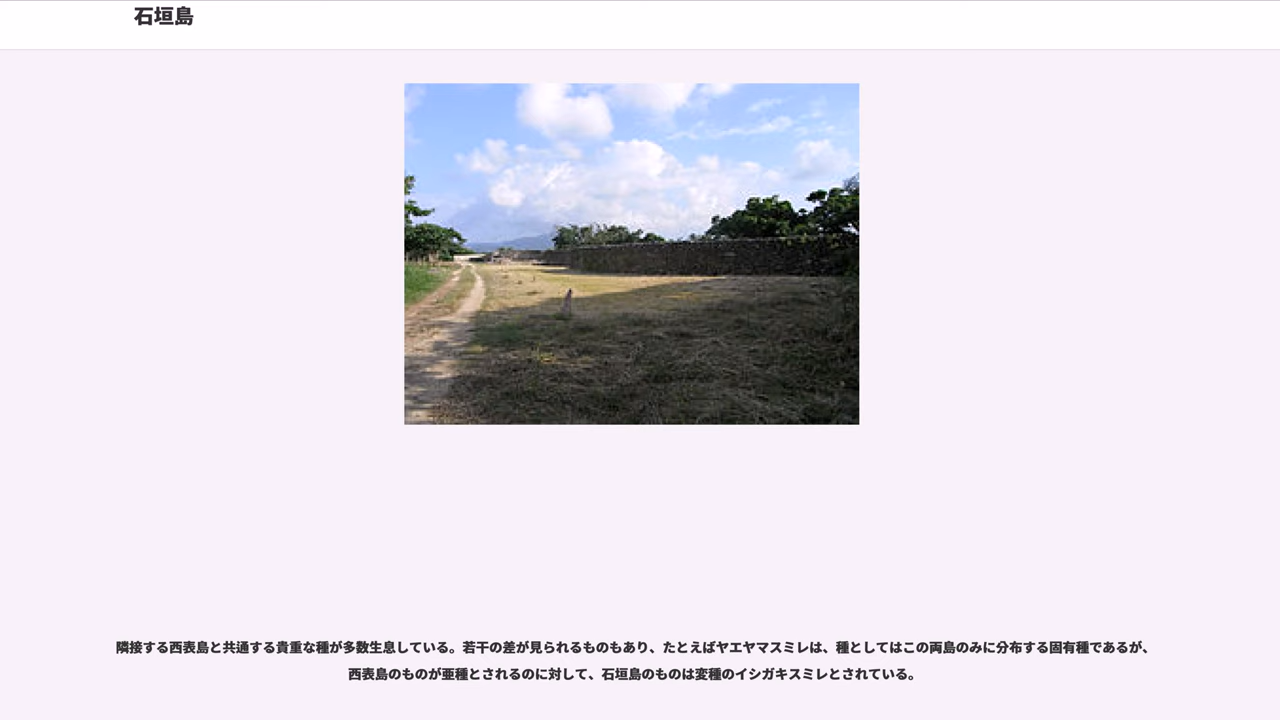 石垣島
隣接する西表島と共通する貴重な種が多数生息している。若干の差が見られるものもあり、たとえばヤエヤマスミレは、種としてはこの両島のみに分布する固有種であるが、
西表島のものが亜種とされるのに対して、石垣島のものは変種のイシガキスミレとされている。